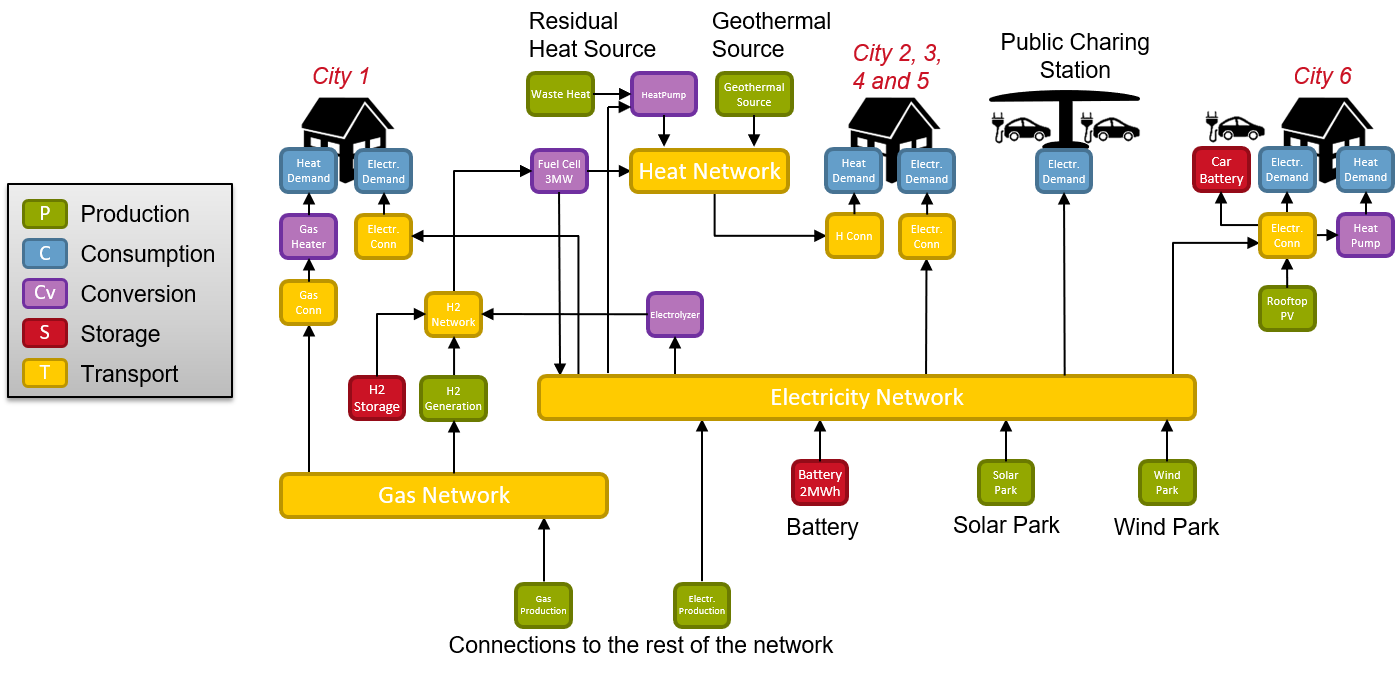 Residual
Heat Source
Geothermal
Source
City 1
City 2, 3,
4 and 5
Public Charing
Station
City 6
Waste Heat
HeatPump
Geothermal
Source
Heat
Demand
Electr.
Demand
Fuel Cell
3MW
Heat Network
Heat
Demand
Electr.
Demand
Electr.
Demand
Car
Battery
Electr.
Demand
Heat
Demand
P
Production
C
Consumption
Cv
Conversion
S
Storage
T
Transport
Gas
Heater
Electr.
Conn
H Conn
Electr.
Conn
Electr.
Conn
Heat
Pump
Gas
Conn
H2
Network
Electrolyzer
Rooftop
PV
H2
Storage
H2
Generation
Electricity Network
Gas Network
Battery
2MWh
Solar
Park
Wind
Park
Battery
Solar Park
Wind Park
Gas
Production
Electr.
Production
Connections to the rest of the network